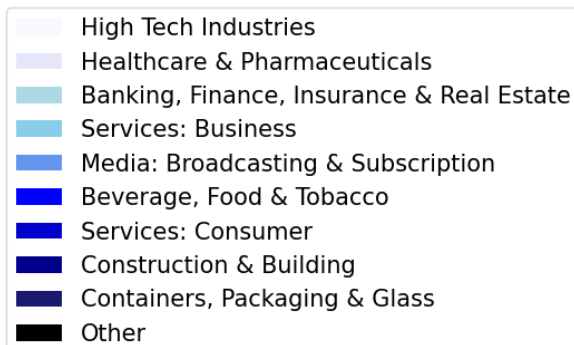 High Tech Industries
Healthcare & Pharmaceuticals
Banking, Finance, Insurance & Real Estate
Services: Business
Media: Broadcasting & Subscription
Beverage, Food & Tobacco
Services: Consumer
Construction & Building
Containers, Packaging & Glass
Other